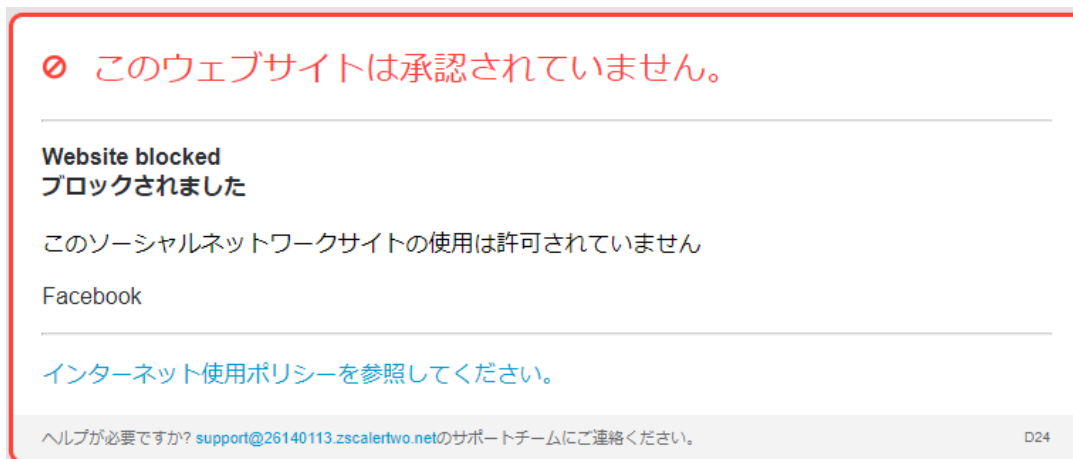 このウェブサイトは承認されていません。
Website blocked
ブロックされました
このソーシャルネットワークサイトの使用は許可されていません
Facebook
インターネット使用ポリシーを参照してください。
ヘルプが必要ですか? support@26140113.zscalertwo.netのサポートチームにご連絡ください。 D24